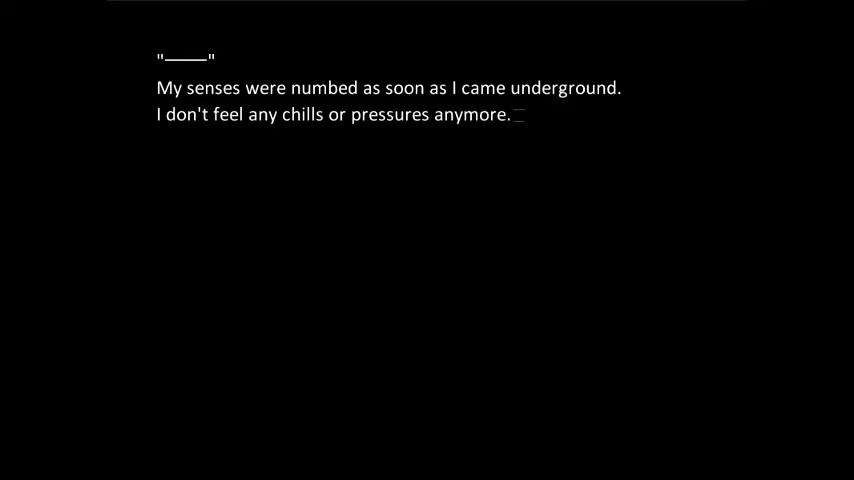 "───"
My senses were numbed as soon as I came underground.
I don't feel any chills or pressures anymore.